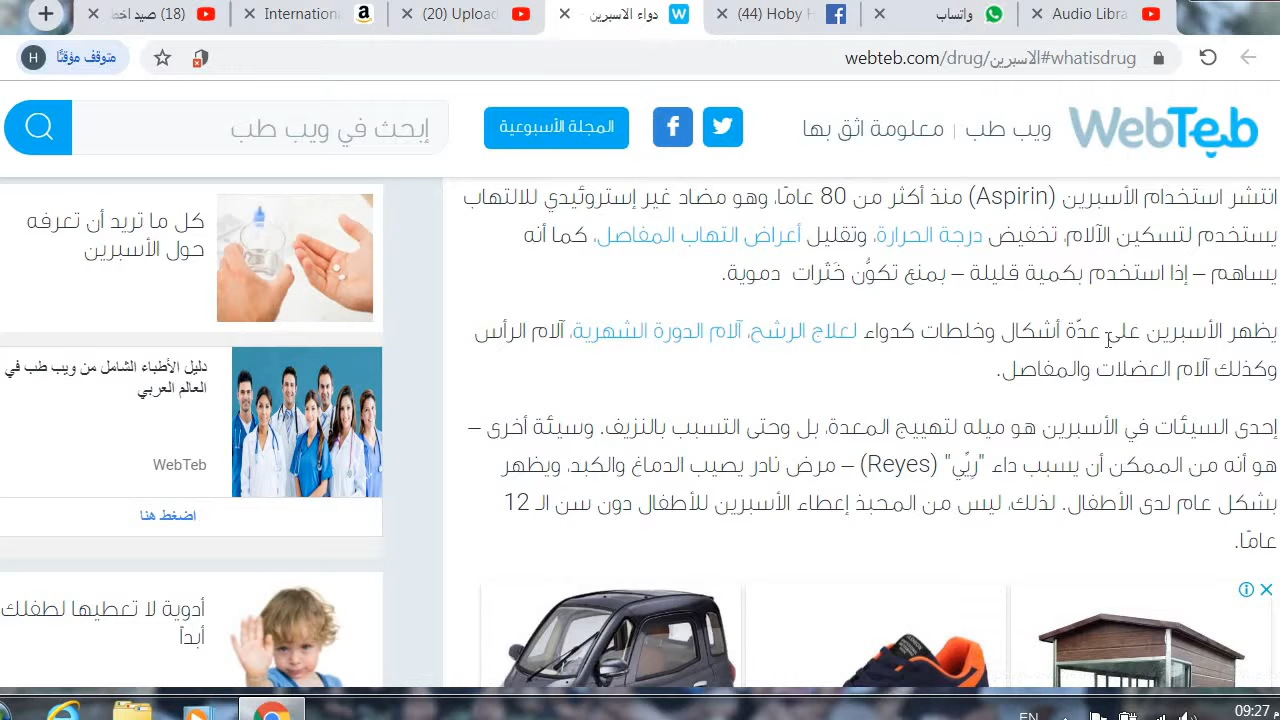 (18) صيد اخط
Internation
(20) Upload
دواء الاسبرين
(44) Hoby H
واتساب
Audio Libra
متوقف مؤقتًا
H
webteb.com/drug/الاسبرين#whatisdrug
WebTeb
ويب طب | معلومة اثق بها
المجلة الأسبوعية
إبحث في ويب طب
انتشر استخدام الأسبرين (Aspirin) منذ أكثر من 80 عامًا، وهو مضاد غير إستروئيدي للالتهاب
يستخدم لتسكين الآلام، تخفيض درجة الحرارة، وتقليل أعراض التهاب المفاصل، كما أنه
يساهم – إذا استخدم بكمية قليلة – بمنع تكوُّن خَثَرات دموية.
يظهر الأسبرين على عدّة أشكال وخلطات كدواء لعلاج الرشح، آلام الدورة الشهرية، آلام الرأس
وكذلك آلام العضلات والمفاصل.
إحدى السيئات في الأسبرين هو ميله لتهييج المعدة، بل وحتى التسبب بالنزيف. وسيئة أخرى –
هو أنه من الممكن أن يسبب داء "ريِّي" (Reyes) – مرض نادر يصيب الدماغ والكبد، ويظهر
بشكل عام لدى الأطفال. لذلك، ليس من المحبذ إعطاء الأسبرين للأطفال دون سن الـ 12
عامًا.
كل ما تريد أن تعرفه
حول الأسبرين
دليل الأطباء الشامل من ويب طب في
العالم العربي
WebTeb
اضغط هنا
أدوية لا تعطيها لطفلك
أبداً
EN
09:27 م